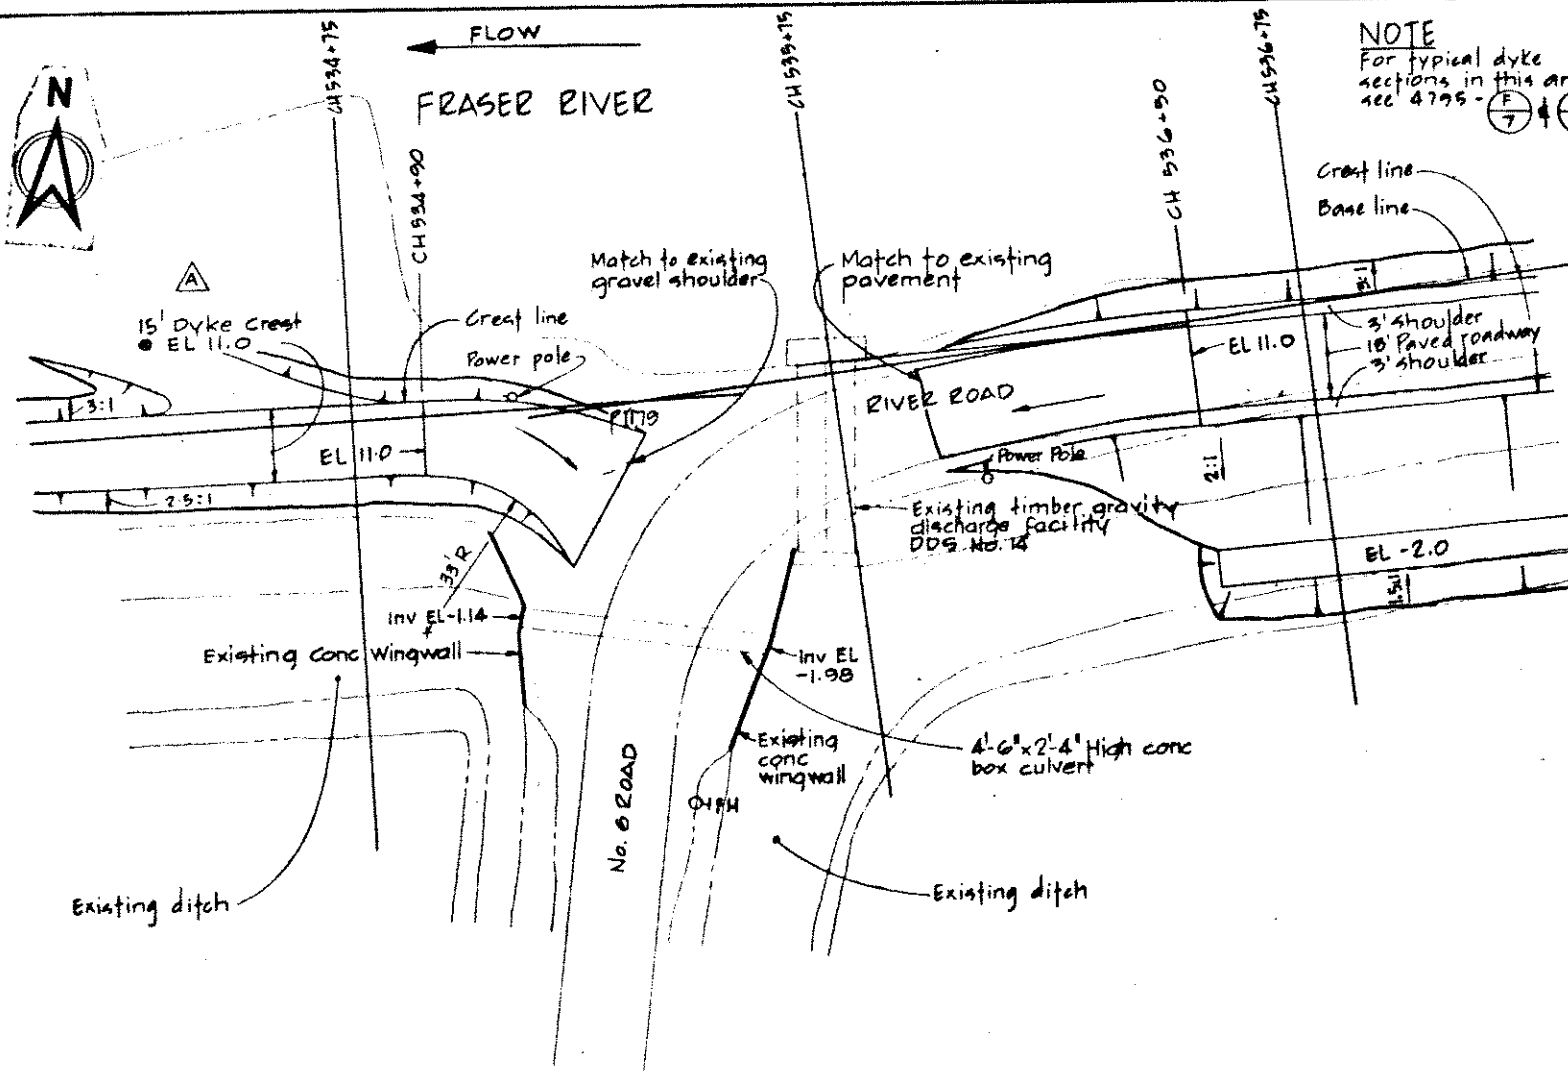 FLOW
FRASER RIVER
N
CH 534+75
CH 534+90
CH 535+75
CH 536+50
CH 536+75
NOTE
For typical dyke
sections in this
see 4795 -
F
7
Crest line
Base line
A
15' Dyke Crest
EL 11.0
Crest line
Power pole
Match to existing
gravel shoulder
Match to existing
pavement
3:1
3:1
EL 11.0
3' shoulder
18' Paved roadway
3' shoulder
RIVER ROAD
EL 11.0
2.5:1
Power Pole
2:1
Existing timber gravity
discharge facility
DDS No. 14
EL -2.0
1.5:1
33' R
Inv EL -1.14
Existing conc wingwall
Inv EL
-1.98
Existing
conc
wingwall
4'-6" x 2'-4" High conc
box culvert
FH
No. 6 ROAD
Existing ditch
Existing ditch